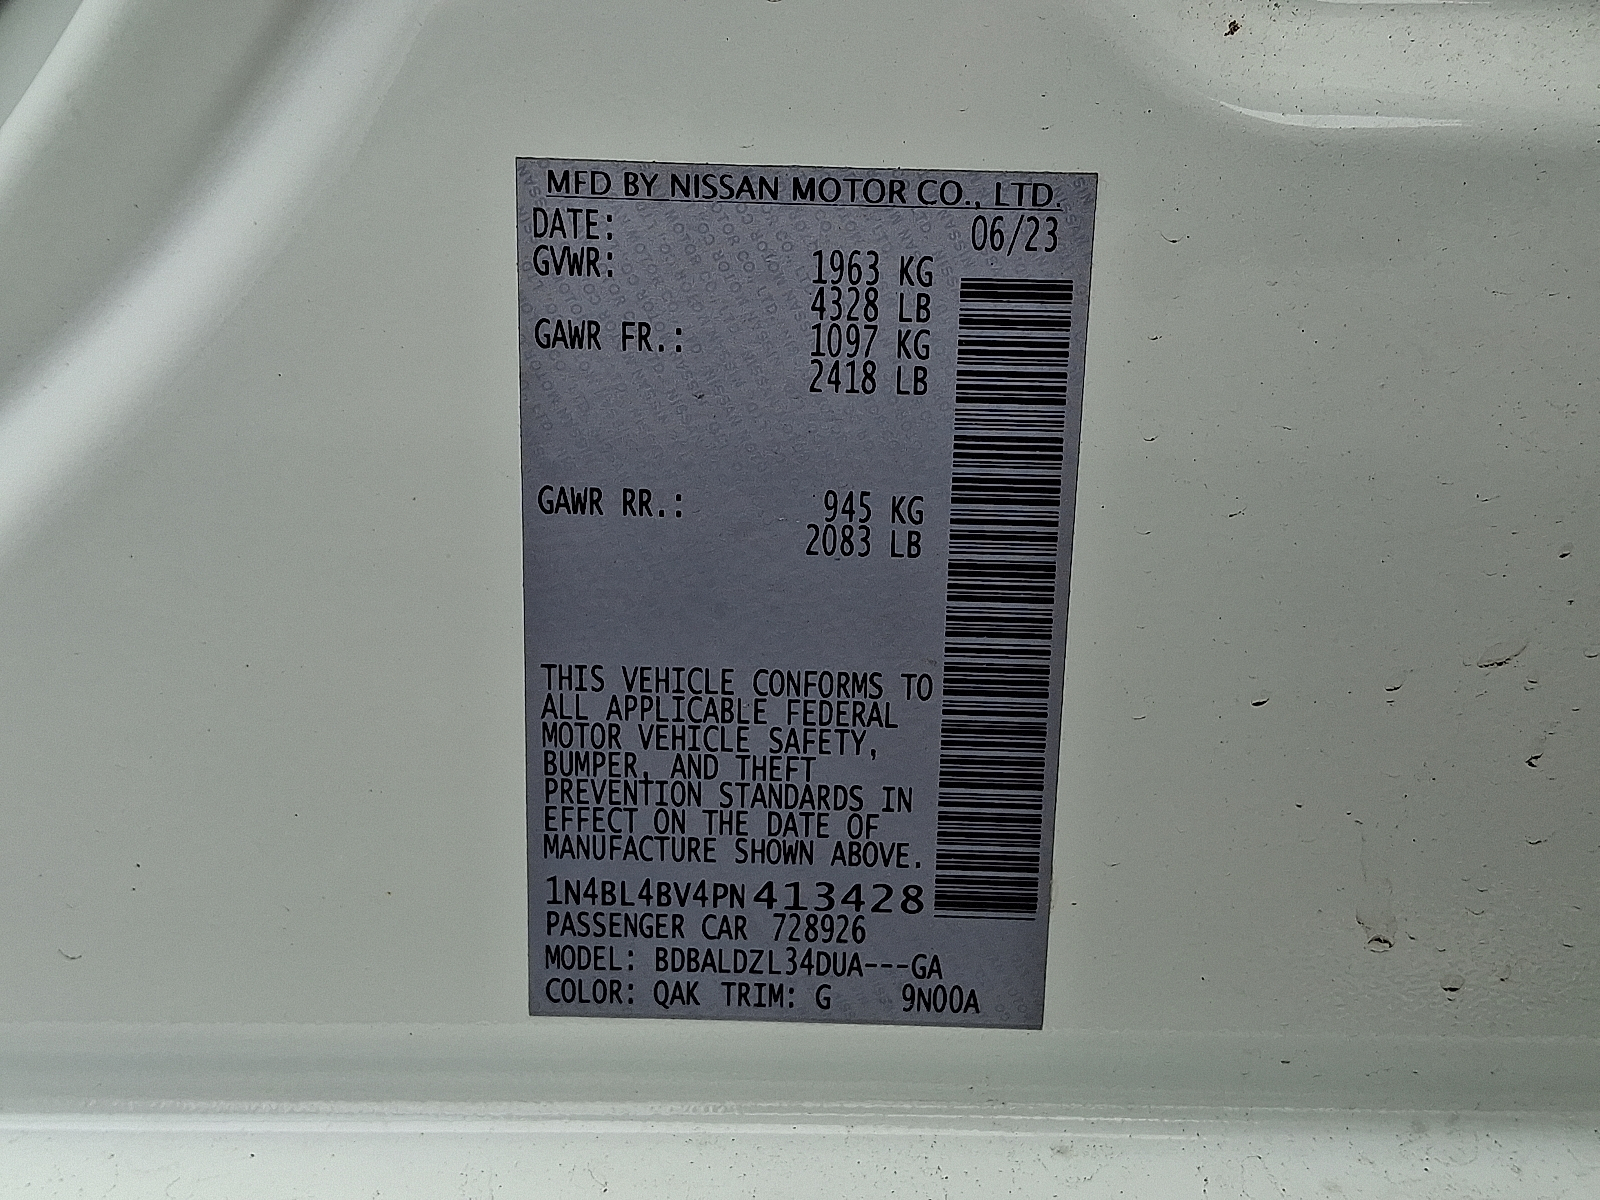 MFD BY NISSAN MOTOR CO., LTD.
DATE: 06/23
GVWR: 1963 KG
4328 LB
GAWR FR.: 1097 KG
2418 LB
GAWR RR.: 945 KG
2083 LB
THIS VEHICLE CONFORMS TO
ALL APPLICABLE FEDERAL
MOTOR VEHICLE SAFETY,
BUMPER, AND THEFT
PREVENTION STANDARDS IN
EFFECT ON THE DATE OF
MANUFACTURE SHOWN ABOVE.
1N4BL4BV4PN413428
PASSENGER CAR 728926
MODEL: BDBALDZL34DUA---GA
COLOR: QAK TRIM: G 9N00A